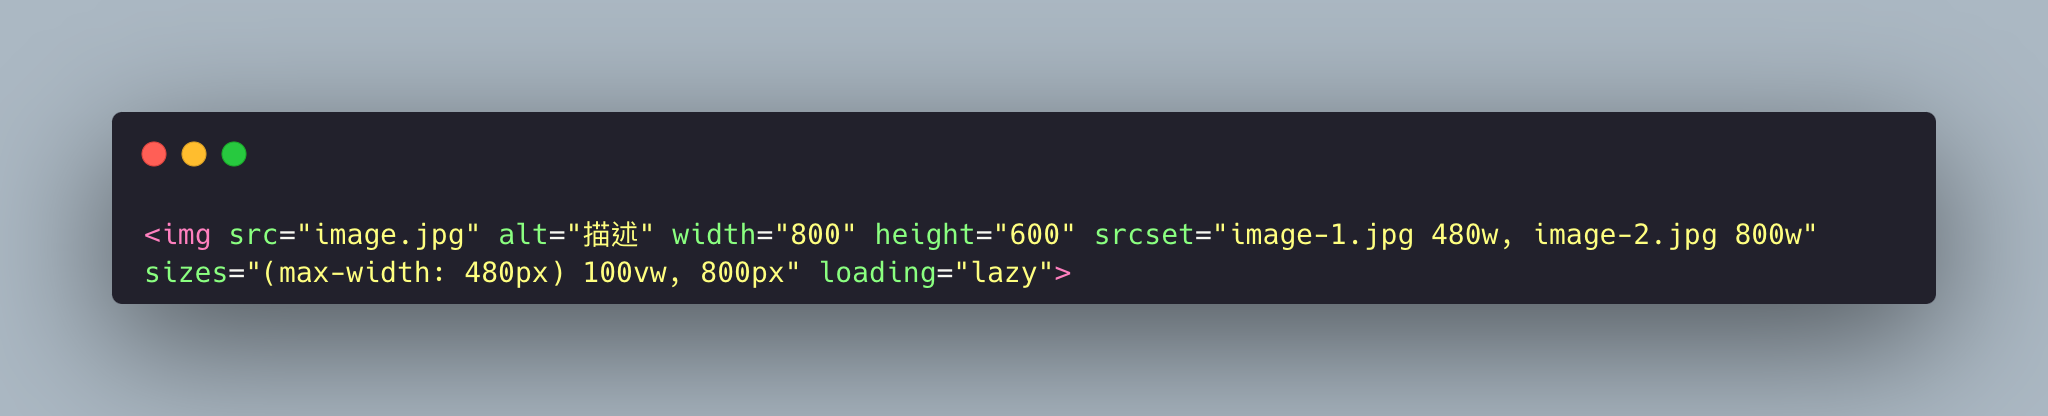 <img src="image.jpg" alt="描述" width="800" height="600" srcset="image-1.jpg 480w, image-2.jpg 800w"
sizes="(max-width: 480px) 100vw, 800px" loading="lazy">